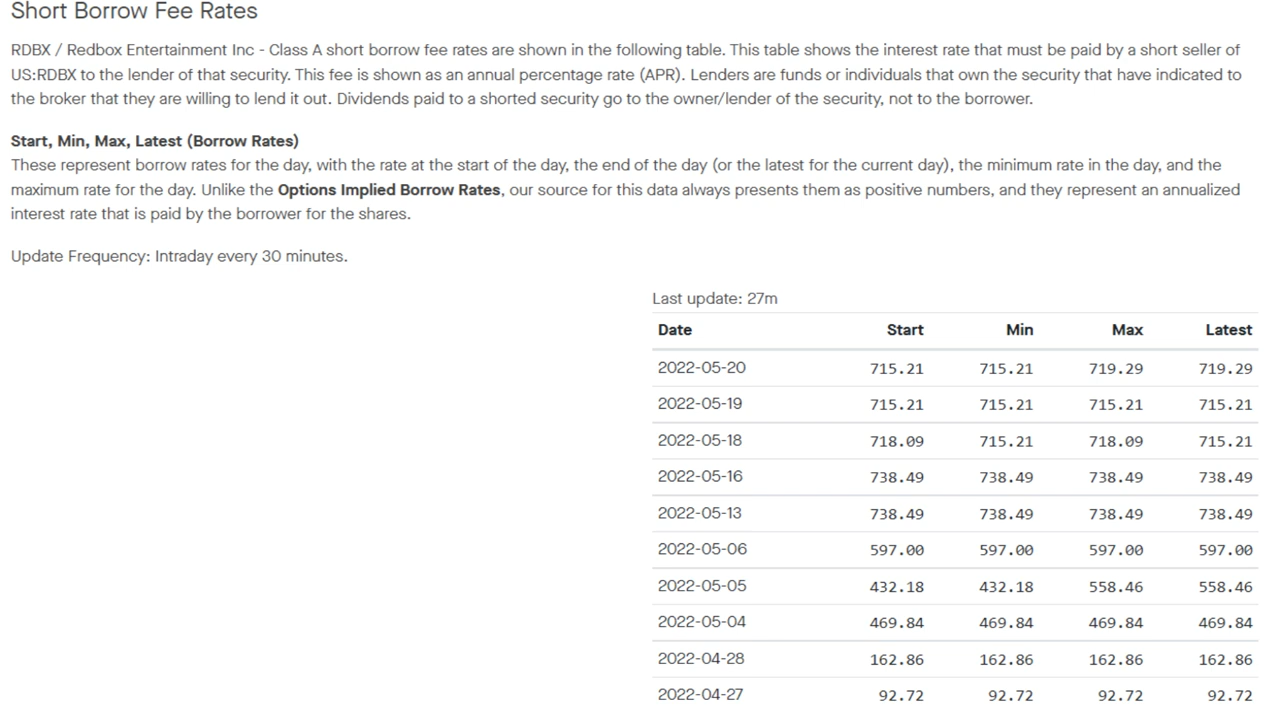 Short Borrow Fee Rates
RDBX / Redbox Entertainment Inc - Class A short borrow fee rates are shown in the following table. This table shows the interest rate that must be paid by a short seller of
US:RDBX to the lender of that security. This fee is shown as an annual percentage rate (APR). Lenders are funds or individuals that own the security that have indicated to
the broker that they are willing to lend it out. Dividends paid to a shorted security go to the owner/lender of the security, not to the borrower.
Start, Min, Max, Latest (Borrow Rates)
These represent borrow rates for the day, with the rate at the start of the day, the end of the day (or the latest for the current day), the minimum rate in the day, and the
maximum rate for the day. Unlike the Options Implied Borrow Rates, our source for this data always presents them as positive numbers, and they represent an annualized
interest rate that is paid by the borrower for the shares.
Update Frequency: Intraday every 30 minutes.
Last update: 27m
Date Start Min Max Latest
2022-05-20 715.21 715.21 719.29 719.29
2022-05-19 715.21 715.21 715.21 715.21
2022-05-18 718.09 715.21 718.09 715.21
2022-05-16 738.49 738.49 738.49 738.49
2022-05-13 738.49 738.49 738.49 738.49
2022-05-06 597.00 597.00 597.00 597.00
2022-05-05 432.18 432.18 558.46 558.46
2022-05-04 469.84 469.84 469.84 469.84
2022-04-28 162.86 162.86 162.86 162.86
2022-04-27 92.72 92.72 92.72 92.72